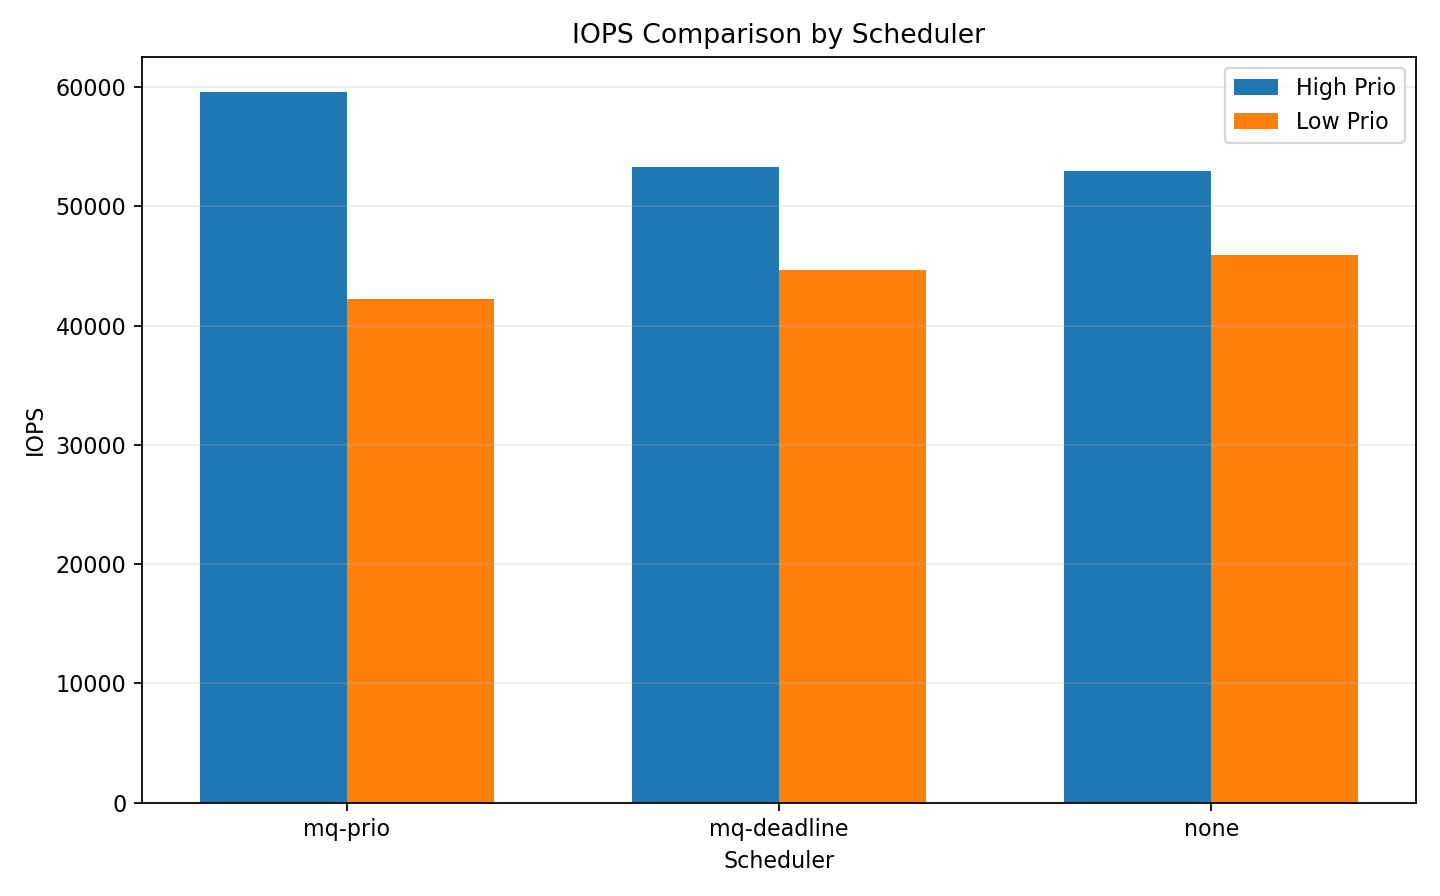 IOPS Comparison by Scheduler
High Prio
Low Prio
60000
50000
40000
30000
20000
10000
0
IOPS
mq-prio
mq-deadline
none
Scheduler